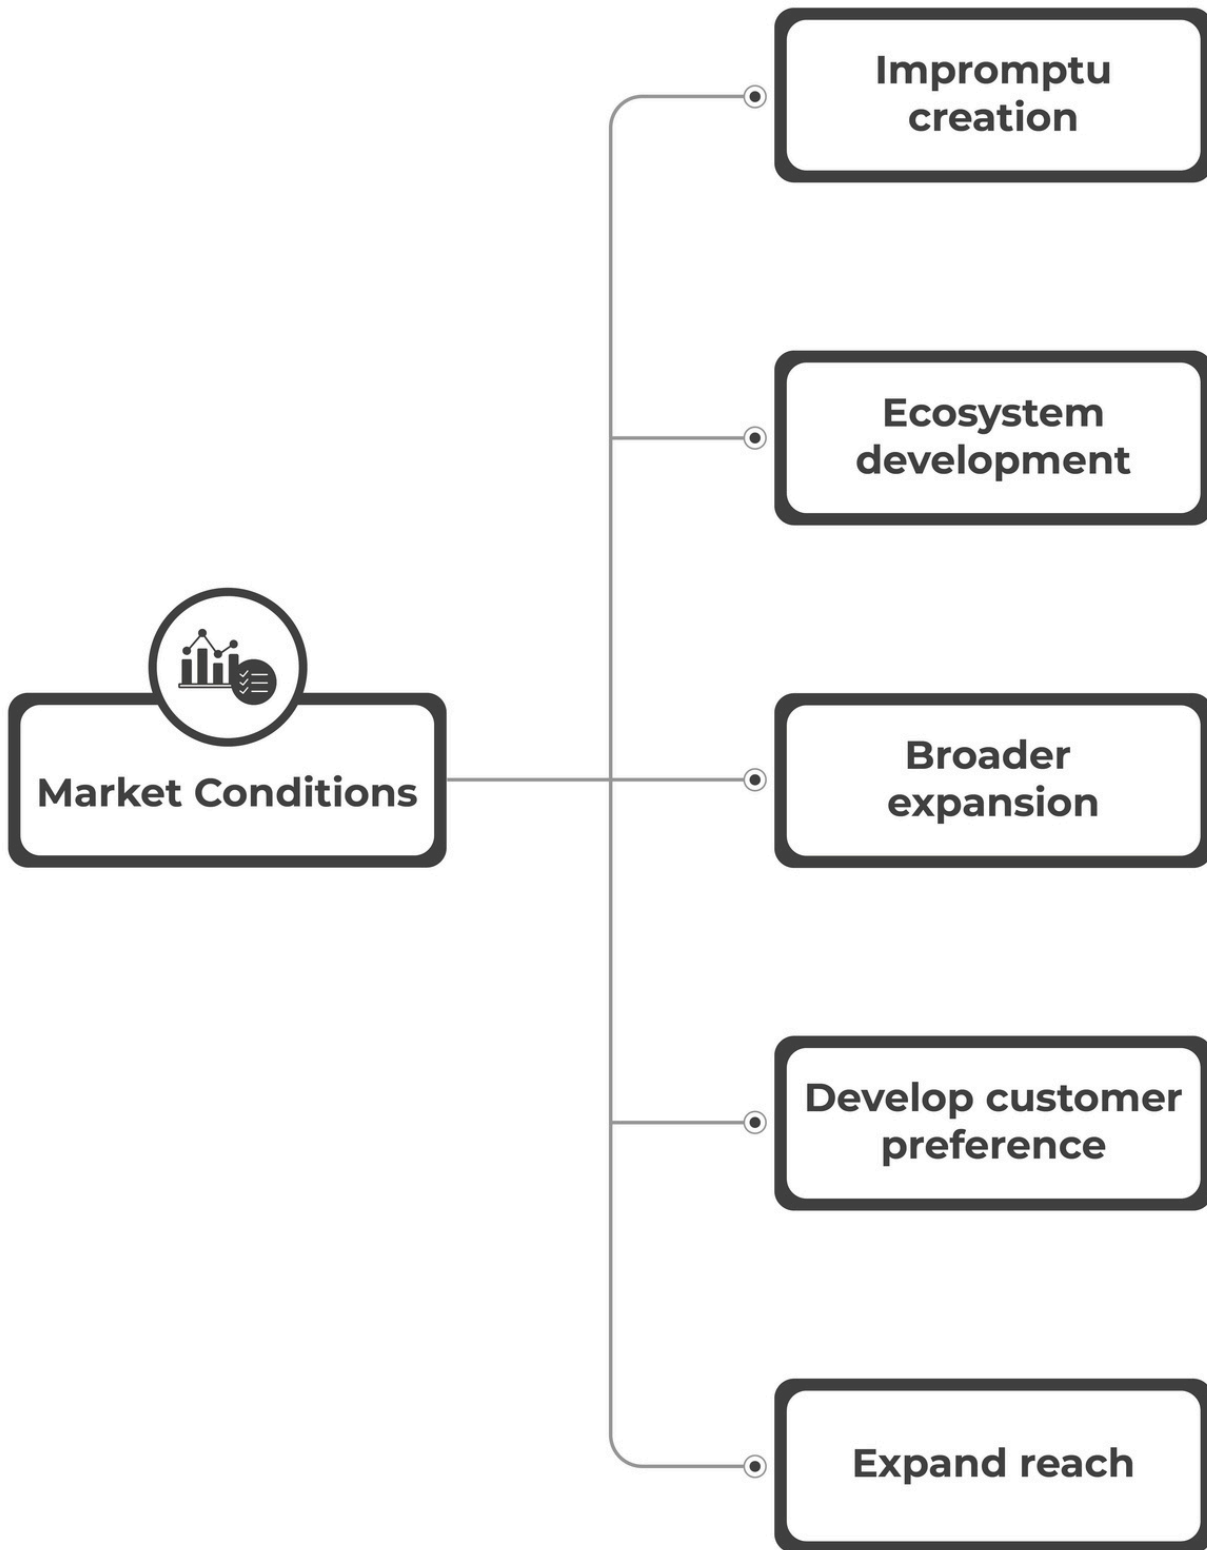 Impromptu
creation
Ecosystem
development
Market Conditions
Broader
expansion
Develop customer
preference
Expand reach